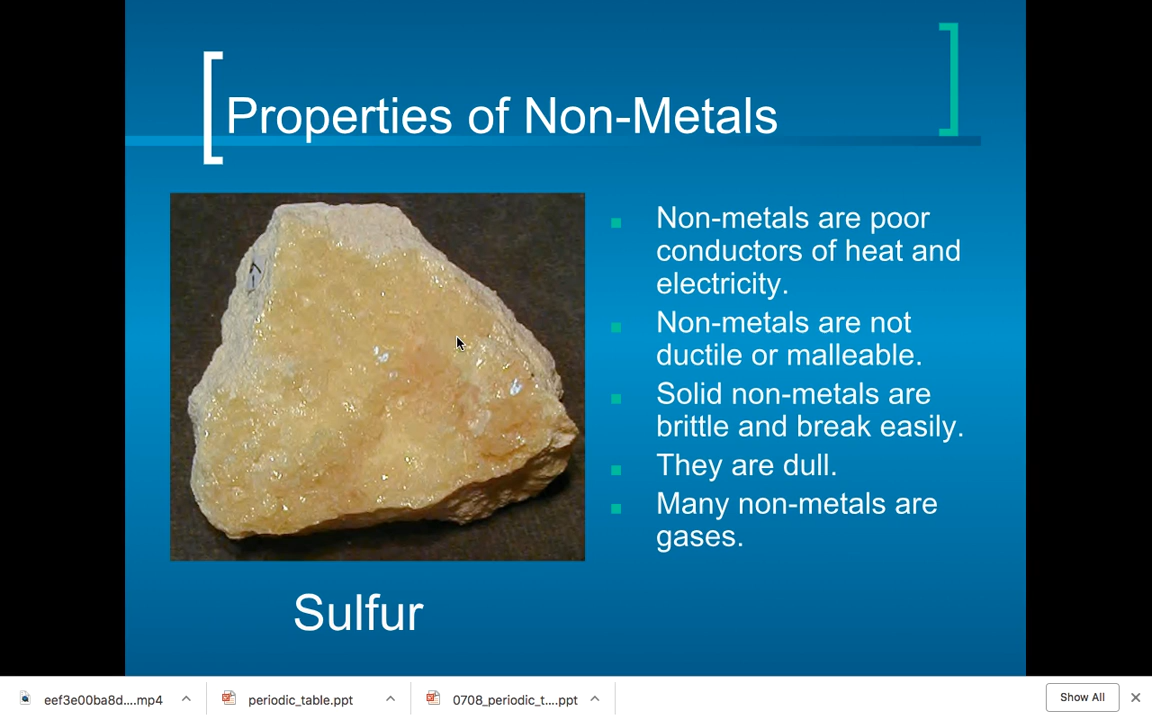 Properties of Non-Metals
Non-metals are poor
conductors of heat and
electricity.
Non-metals are not
ductile or malleable.
Solid non-metals are
brittle and break easily.
They are dull.
Many non-metals are
gases.
Sulfur
eef3e00ba8d....mp4
periodic_table.ppt
0708_periodic_t....ppt
Show All